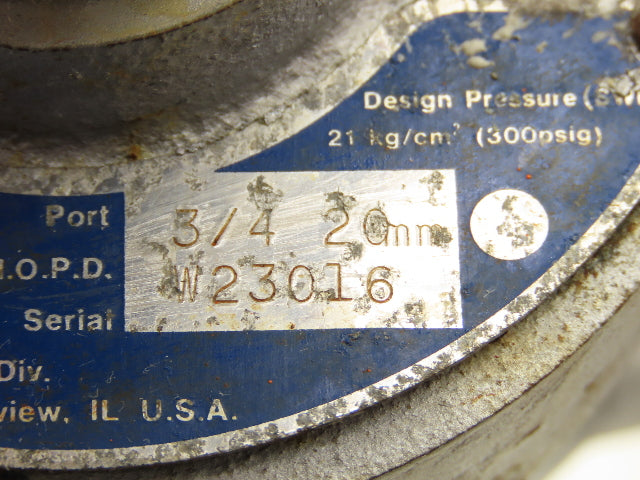 Design Pressure (SW
21 kg/cm² (300psig)
Port 3/4 20mm
M.O.P.D. W23016
Serial
Div.
view, IL U.S.A.